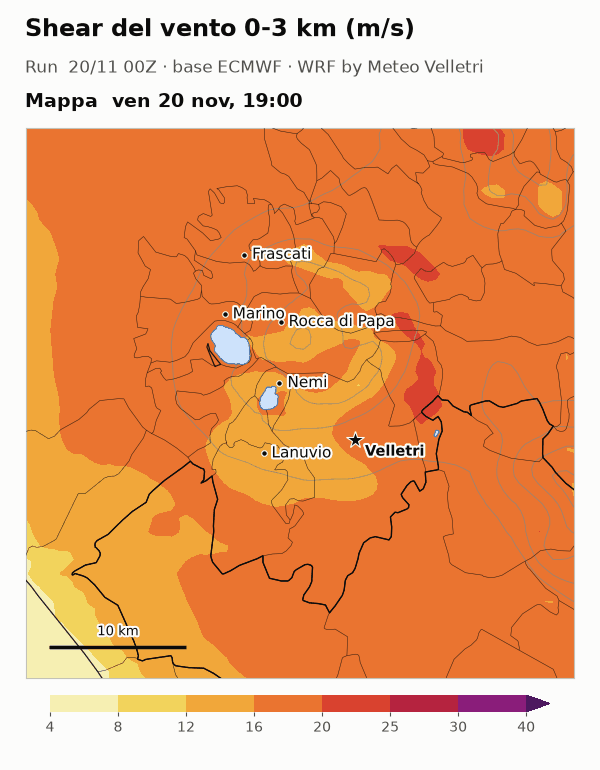 Shear del vento 0-3 km (m/s)
Run  20/11 00Z · base ECMWF · WRF by Meteo Velletri
Mappa  ven 20 nov, 19:00
Frascati
Marino
Rocca di Papa
Nemi
Velletri
Lanuvio
10 km
4 8 12 16 20 25 30 40